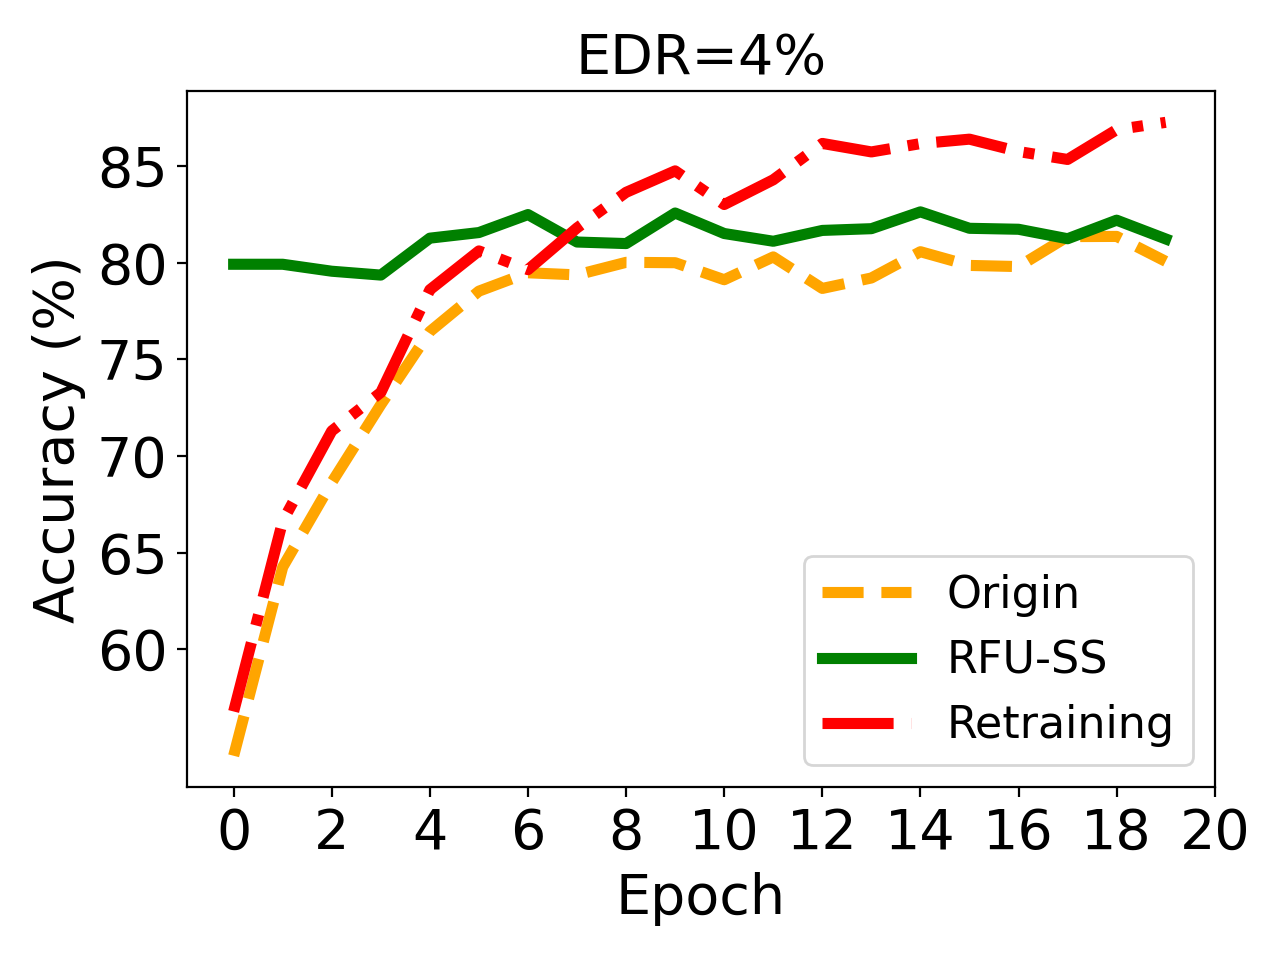 EDR=4%
Accuracy (%)
85
80
75
70
65
60
Origin
RFU-SS
Retraining
0 2 4 6 8 10 12 14 16 18 20
Epoch